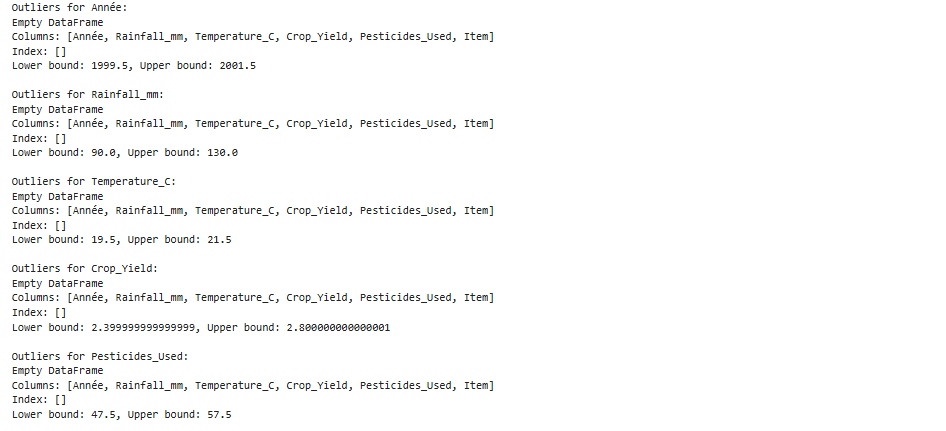 Outliers for Année:
Empty DataFrame
Columns: [Année, Rainfall_mm, Temperature_C, Crop_Yield, Pesticides_Used, Item]
Index: []
Lower bound: 1999.5, Upper bound: 2001.5
Outliers for Rainfall_mm:
Empty DataFrame
Columns: [Année, Rainfall_mm, Temperature_C, Crop_Yield, Pesticides_Used, Item]
Index: []
Lower bound: 90.0, Upper bound: 130.0
Outliers for Temperature_C:
Empty DataFrame
Columns: [Année, Rainfall_mm, Temperature_C, Crop_Yield, Pesticides_Used, Item]
Index: []
Lower bound: 19.5, Upper bound: 21.5
Outliers for Crop_Yield:
Empty DataFrame
Columns: [Année, Rainfall_mm, Temperature_C, Crop_Yield, Pesticides_Used, Item]
Index: []
Lower bound: 2.399999999999999, Upper bound: 2.800000000000001
Outliers for Pesticides_Used:
Empty DataFrame
Columns: [Année, Rainfall_mm, Temperature_C, Crop_Yield, Pesticides_Used, Item]
Index: []
Lower bound: 47.5, Upper bound: 57.5